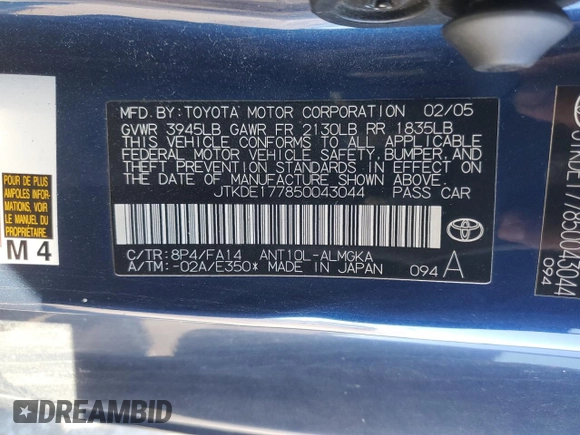 MFD. BY: TOYOTA MOTOR CORPORATION 02/05
GVWR 3945LB GAWR FR 2130LB RR 1835LB
THIS VEHICLE CONFORMS TO ALL APPLICABLE
FEDERAL MOTOR VEHICLE SAFETY, BUMPER, AND
THEFT PREVENTION STANDARDS IN EFFECT ON
THE DATE OF MANUFACTURE SHOWN ABOVE.
JTKDE177850043044 PASS CAR
C/TR: 8P4/FA14 ANT10L-ALMGKA
A/TM: -02A/E350* MADE IN JAPAN 094 A
POUR DE PLUS
AMPLES INFOR-
MATIONS, VOIR
LE MANUEL DU
PROPRIÉTAIRE.
M 4
DE177850043044
094
DREAMBID